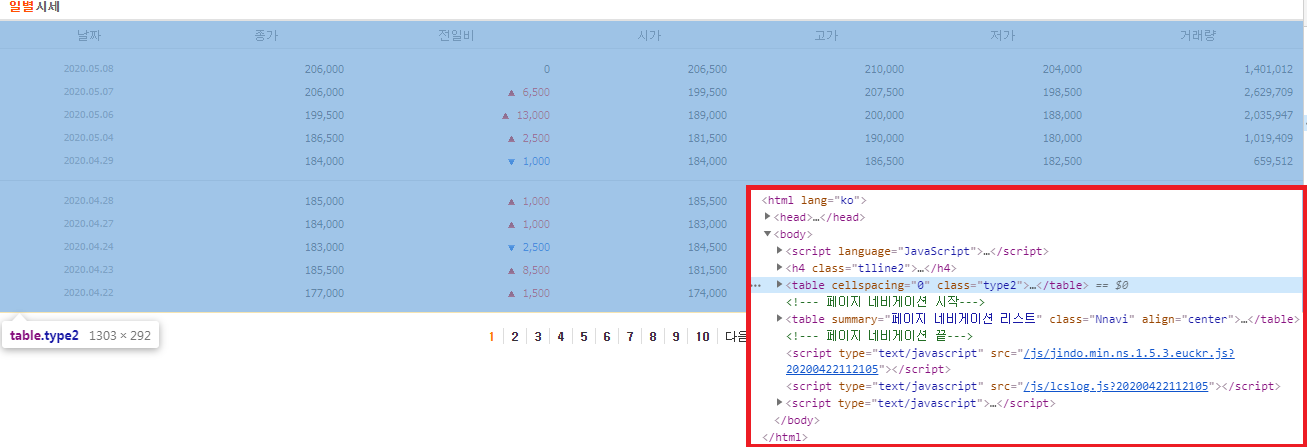 일별시세
날짜 종가 전일비 시가 고가 저가 거래량
2020.05.08 206,000 0 206,500 210,000 204,000 1,401,012
2020.05.07 206,000 ▲ 6,500 199,500 207,500 198,500 2,629,709
2020.05.06 199,500 ▲ 13,000 189,000 200,000 188,000 2,035,947
2020.05.04 186,500 ▲ 2,500 181,500 190,000 180,000 1,019,409
2020.04.29 184,000 ▼ 1,000 184,000 186,500 182,500 659,512
2020.04.28 185,000 ▲ 1,000 185,500
2020.04.27 184,000 ▲ 1,000 183,000
2020.04.24 183,000 ▼ 2,500 184,500
2020.04.23 185,500 ▲ 8,500 181,500
2020.04.22 177,000 ▲ 1,500 174,000
table.type2 1303 × 292
1 2 3 4 5 6 7 8 9 10 다음
<html lang="ko">
▶<head>…</head>
▼<body>
▶<script language="JavaScript">…</script>
▶<h4 class="tlline2">…</h4>
…▶<table cellspacing="0" class="type2">…</table> == $0
<!--- 페이지 네비게이션 시작--->
▶<table summary="페이지 네비게이션 리스트" class="Nnavi" align="center">…</table>
<!--- 페이지 네비게이션 끝--->
<script type="text/javascript" src="/js/jindo.min.ns.1.5.3.euckr.js?
20200422112105"></script>
<script type="text/javascript" src="/js/lcslog.js?20200422112105"></script>
▶<script type="text/javascript">…</script>
</body>
</html>